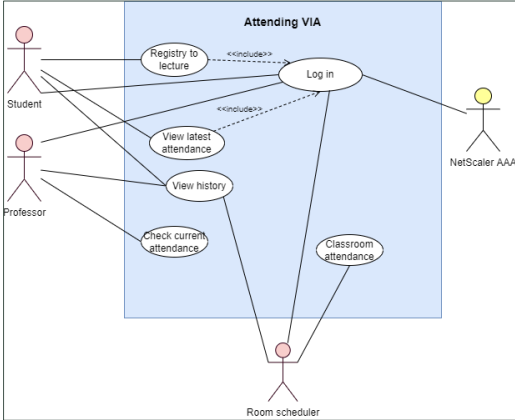 Attending VIA
Registry to
lecture
<<include>>
Log in
Student
<<include>>
View latest
attendance
NetScaler AAA
View history
Professor
Check current
attendance
Classroom
attendance
Room scheduler